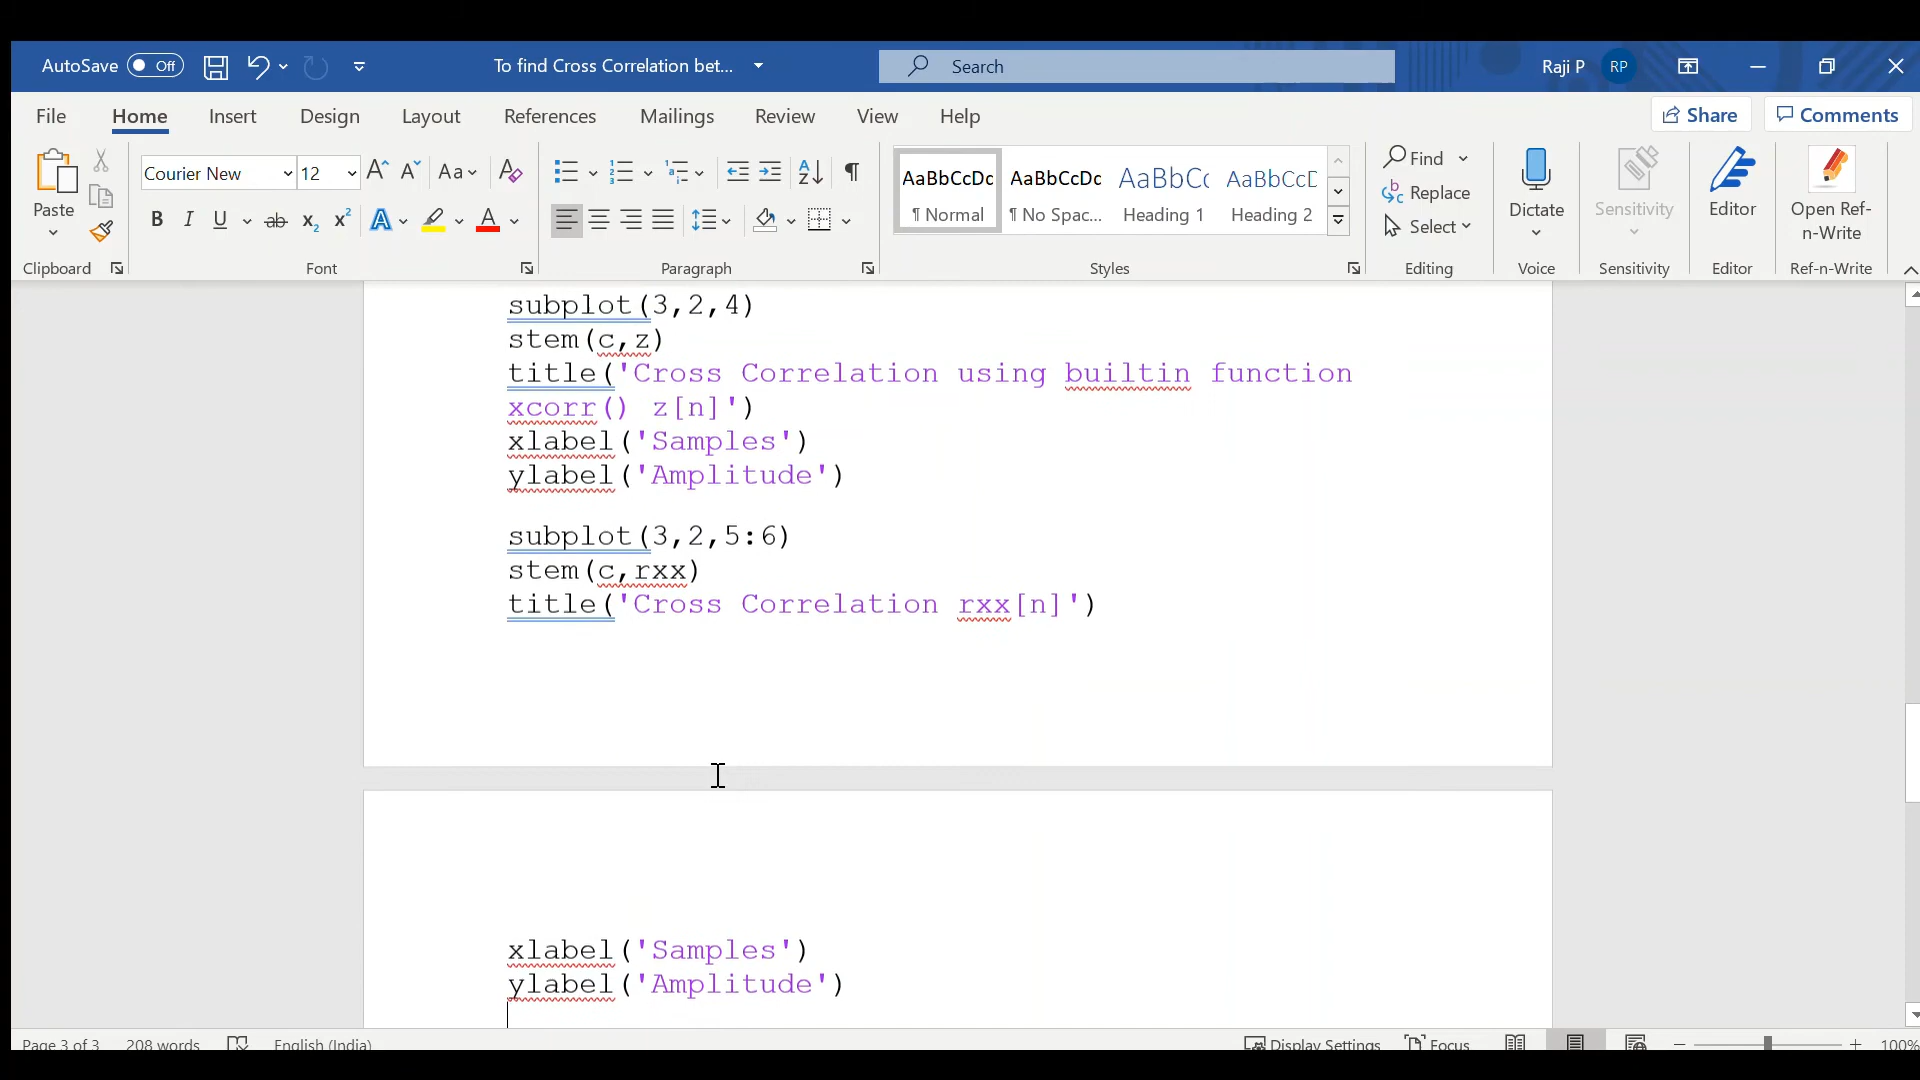 AutoSave Off To find Cross Correlation bet... Search Raji P RP
File Home Insert Design Layout References Mailings Review View Help Share Comments
Courier New 12 Aa
AaBbCcDc AaBbCcDc AaBbCc AaBbCcE
Find
Paste
Replace
Dictate Sensitivity Editor Open Ref-
n-Write
B I U ab x₂ x² A A
¶ Normal ¶ No Spac... Heading 1 Heading 2
Select
Clipboard Font Paragraph Styles Editing Voice Sensitivity Editor Ref-n-Write
subplot(3,2,4)
stem(c,z)
title('Cross Correlation using builtin function
xcorr() z[n]')
xlabel('Samples')
ylabel('Amplitude')
subplot(3,2,5:6)
stem(c,rxx)
title('Cross Correlation rxx[n]')
xlabel('Samples')
ylabel('Amplitude')
Page 3 of 3 208 words English (India) Display Settings Focus 100%